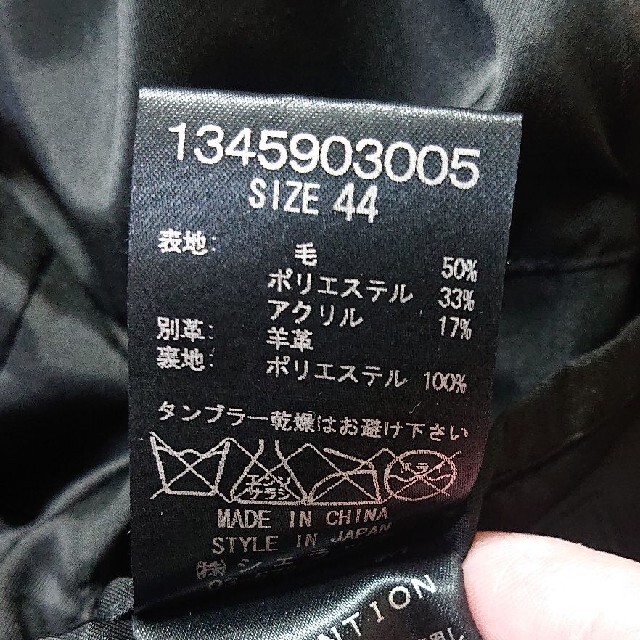 1345903005
SIZE 44
表地: 毛 50%
ポリエステル 33%
アクリル 17%
別革: 羊革
裏地: ポリエステル 100%
タンブラー乾燥はお避け下さい
エンソ
サラシ
ドライ
MADE IN CHINA
STYLE IN JAPAN
(株)シエ